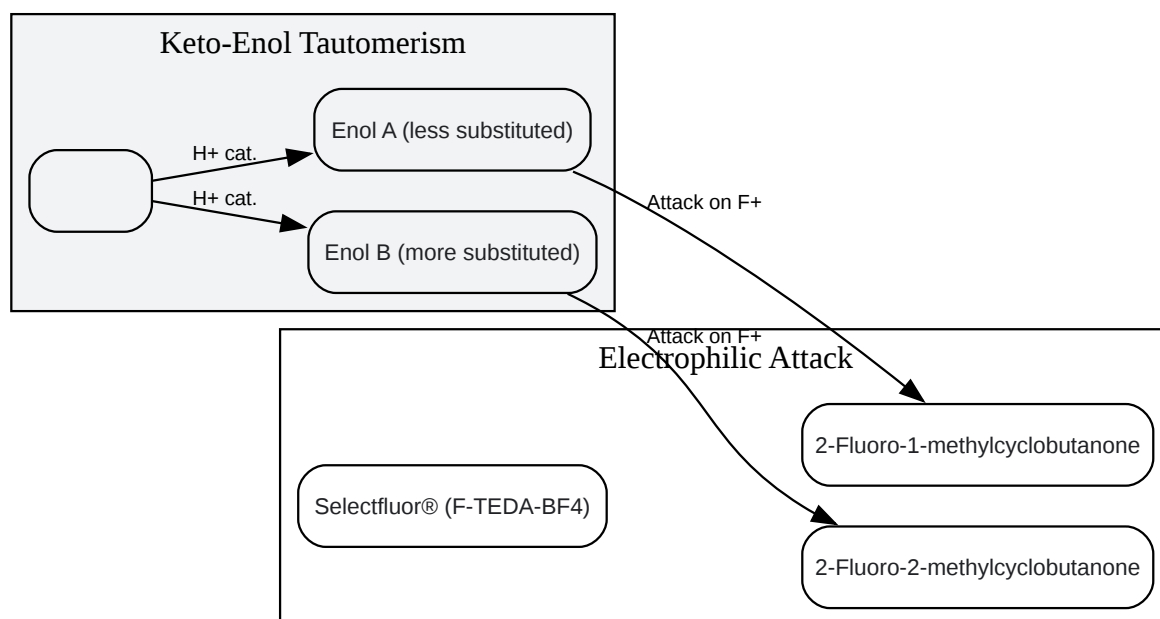 Keto-Enol Tautomerism
Enol A (less substituted)
H+ cat.
H+ cat.
Enol B (more substituted)
Attack on F+
Attack on F+
Electrophilic Attack
2-Fluoro-1-methylcyclobutanone
Selectfluor® (F-TEDA-BF4)
2-Fluoro-2-methylcyclobutanone